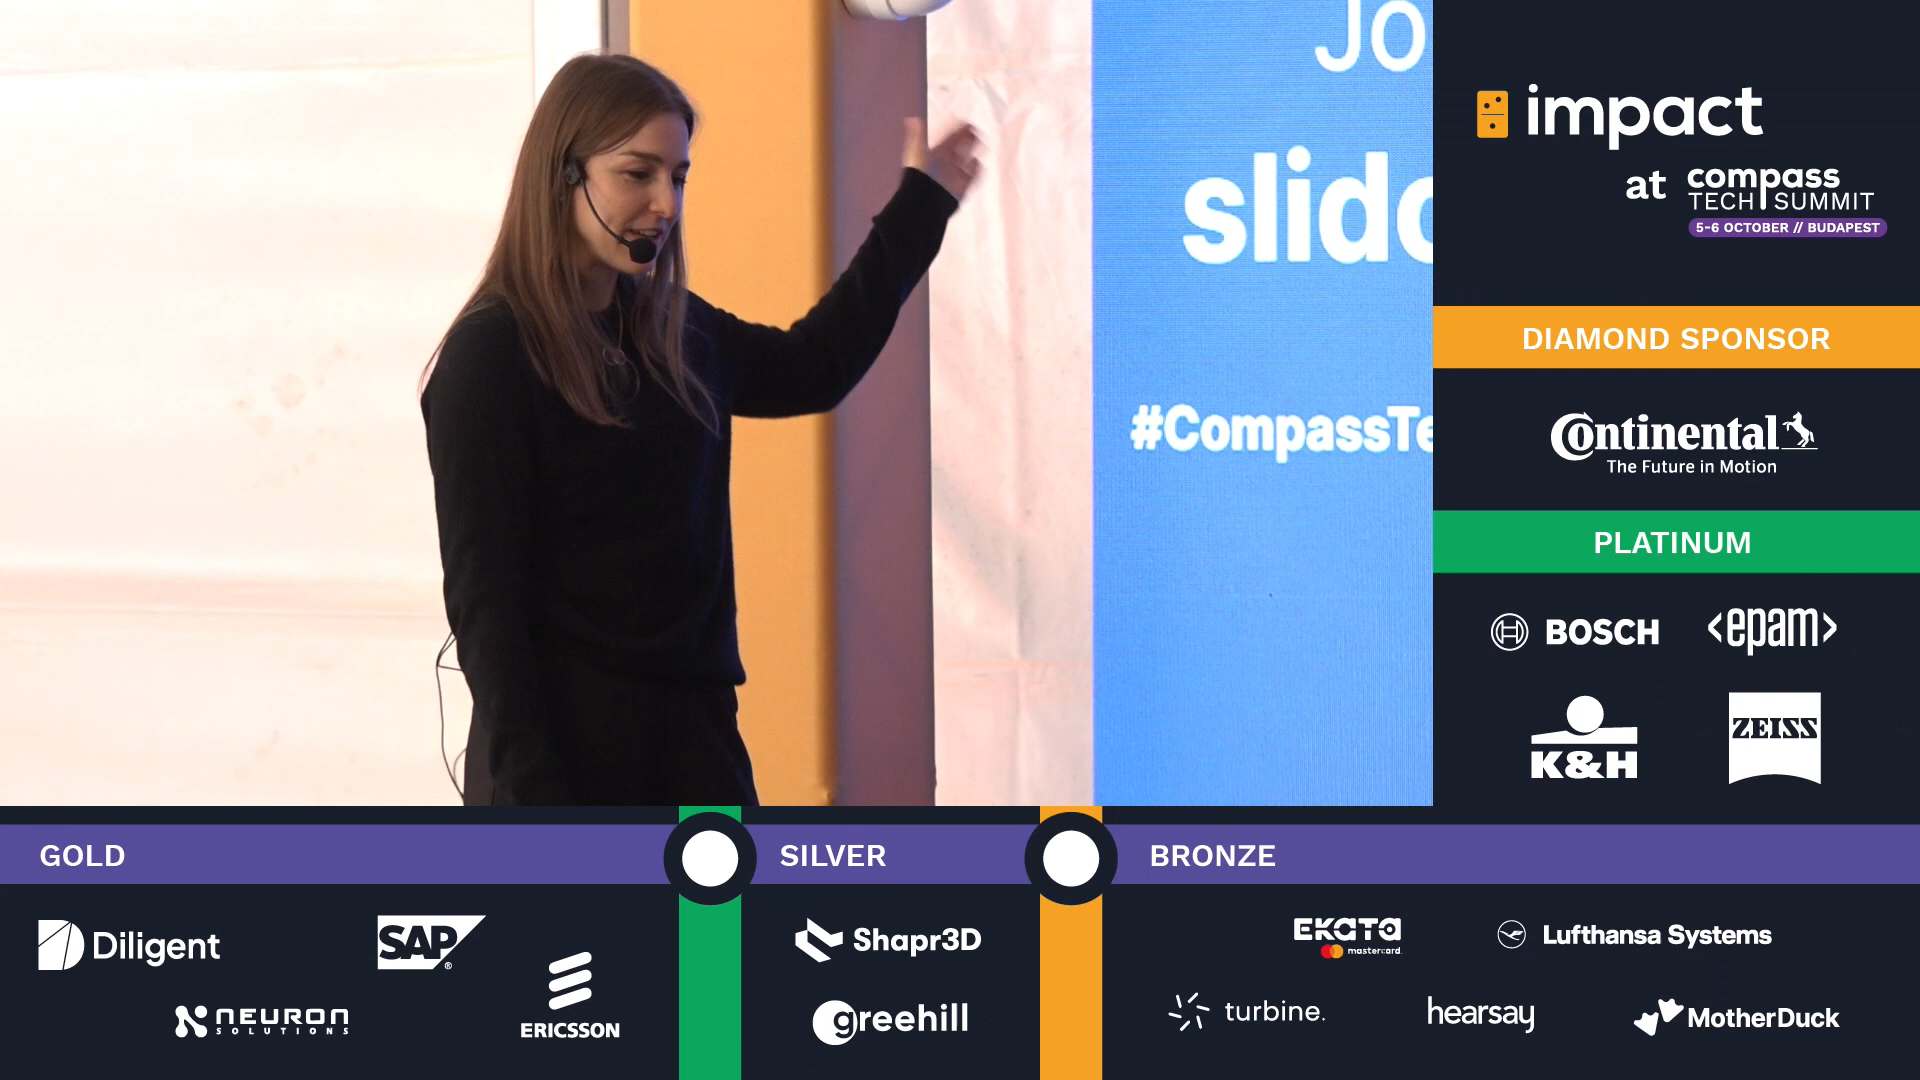 Jo
slido
#CompassTe
impact
at compass
TECH SUMMIT
5-6 OCTOBER // BUDAPEST
DIAMOND SPONSOR
Continental
The Future in Motion
PLATINUM
BOSCH
<epam>
K&H
ZEISS
GOLD
SILVER
BRONZE
Diligent
SAP
®
NEURON
SOLUTIONS
ERICSSON
Shapr3D
greehill
EKATA
mastercard.
Lufthansa Systems
turbine.
hearsay
MotherDuck